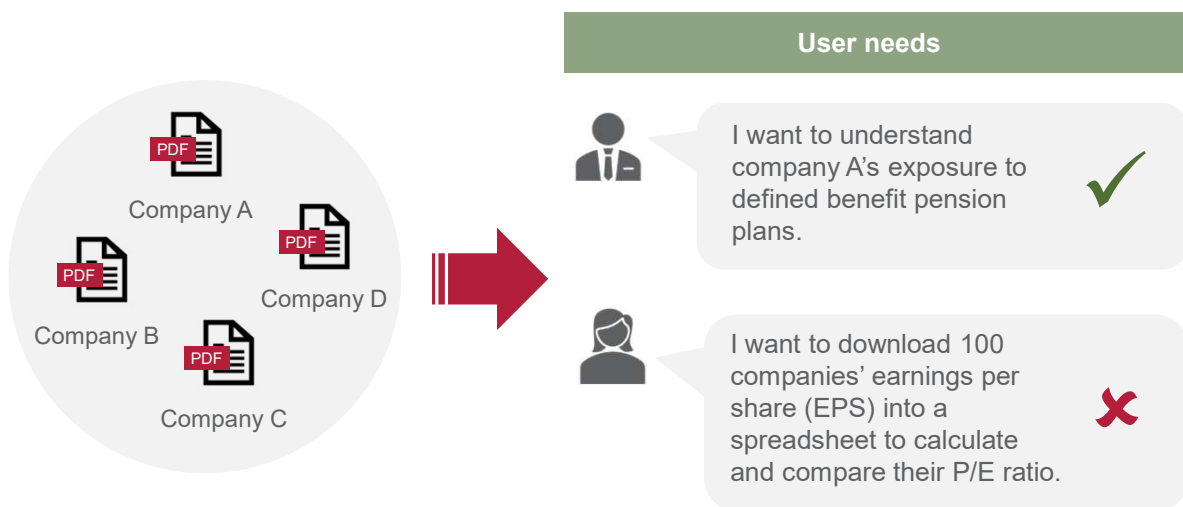 User needs
PDF
Company A
PDF
Company D
PDF
Company B
PDF
Company C
I want to understand
company A’s exposure to
defined benefit pension
plans.
I want to download 100
companies’ earnings per
share (EPS) into a
spreadsheet to calculate
and compare their P/E ratio.